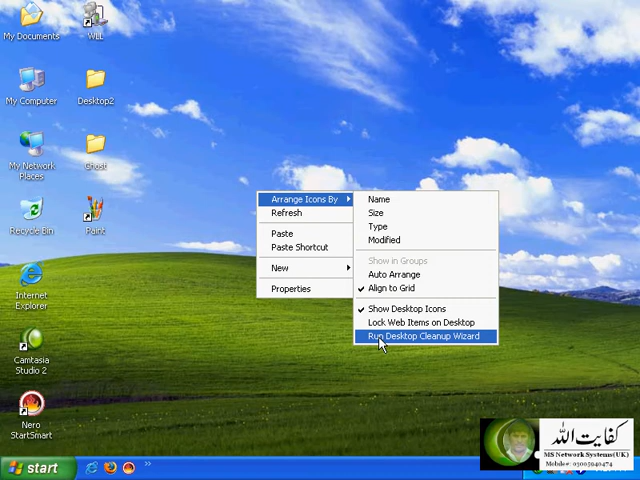 My Documents
WLL
My Computer
Desktop2
My Network
Places
Ghost
Recycle Bin
Paint
Internet
Explorer
Camtasia
Studio 2
Nero
StartSmart
Arrange Icons By
Refresh
Paste
Paste Shortcut
New
Properties
Name
Size
Type
Modified
Show in Groups
Auto Arrange
Align to Grid
Show Desktop Icons
Lock Web Items on Desktop
Run Desktop Cleanup Wizard
کفایت اللہ
MS Network Systems(UK)
Mobile#: 03005940474
start